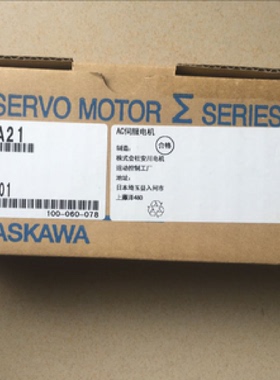 SERVO MOTOR Σ SERIES
A21
AC伺服电机
合格
制造:
株式会社安川电机
运动控制工厂
地址:
日本埼玉县入间市
上藤泽480
01
100-060-078
ASKAWA